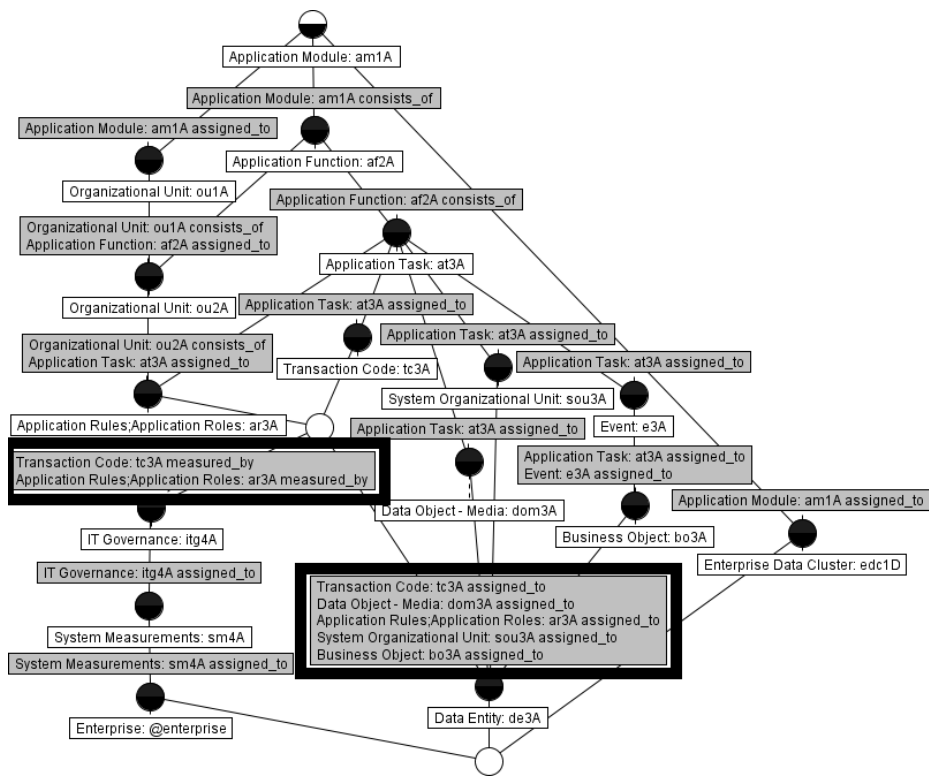 Application Module: am1A
Application Module: am1A consists_of
Application Module: am1A assigned_to
Application Function: af2A
Organizational Unit: ou1A
Application Function: af2A consists_of
Organizational Unit: ou1A consists_of
Application Function: af2A assigned_to
Application Task: at3A
Organizational Unit: ou2A
Application Task: at3A assigned_to
Application Task: at3A assigned_to
Organizational Unit: ou2A consists_of
Application Task: at3A assigned_to
Application Task: at3A assigned_to
Transaction Code: tc3A
System Organizational Unit: sou3A
Application Rules;Application Roles: ar3A
Event: e3A
Application Task: at3A assigned_to
Transaction Code: tc3A measured_by
Application Rules;Application Roles: ar3A measured_by
Application Task: at3A assigned_to
Event: e3A assigned_to
Application Module: am1A assigned_to
Data Object - Media: dom3A
IT Governance: itg4A
Business Object: bo3A
Enterprise Data Cluster: edc1D
IT Governance: itg4A assigned_to
Transaction Code: tc3A assigned_to
Data Object - Media: dom3A assigned_to
Application Rules;Application Roles: ar3A assigned_to
System Organizational Unit: sou3A assigned_to
Business Object: bo3A assigned_to
System Measurements: sm4A
System Measurements: sm4A assigned_to
Data Entity: de3A
Enterprise: @enterprise